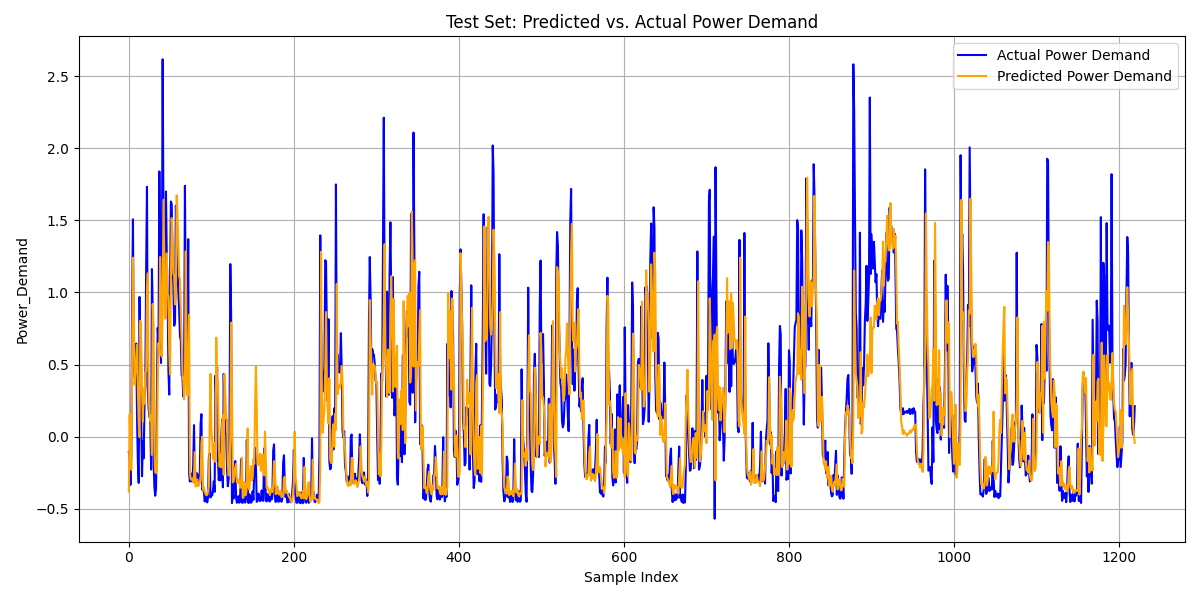 Test Set: Predicted vs. Actual Power Demand
Actual Power Demand
Predicted Power Demand
Power_Demand
2.5
2.0
1.5
1.0
0.5
0.0
−0.5
0
200
400
600
800
1000
1200
Sample Index